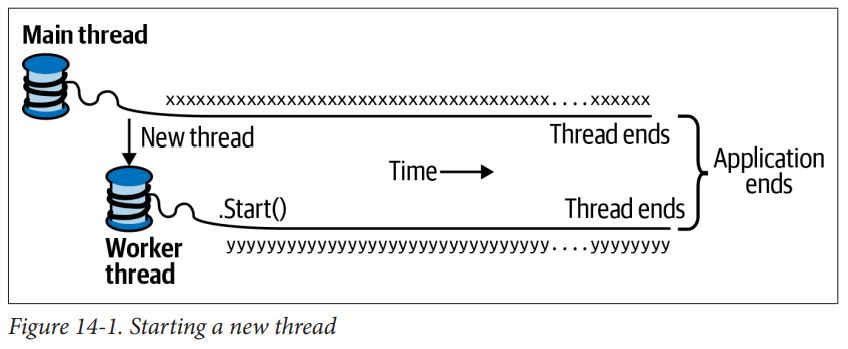 Main thread
xxxxxxxxxxxxxxxxxxxxxxxxxxxxxxxxxxxxxx....xxxxxx
New thread
Thread ends
Time
Application
ends
.Start()
Thread ends
Worker
thread
yyyyyyyyyyyyyyyyyyyyyyyyyyyyyyyy....yyyyyyyy
Figure 14-1. Starting a new thread